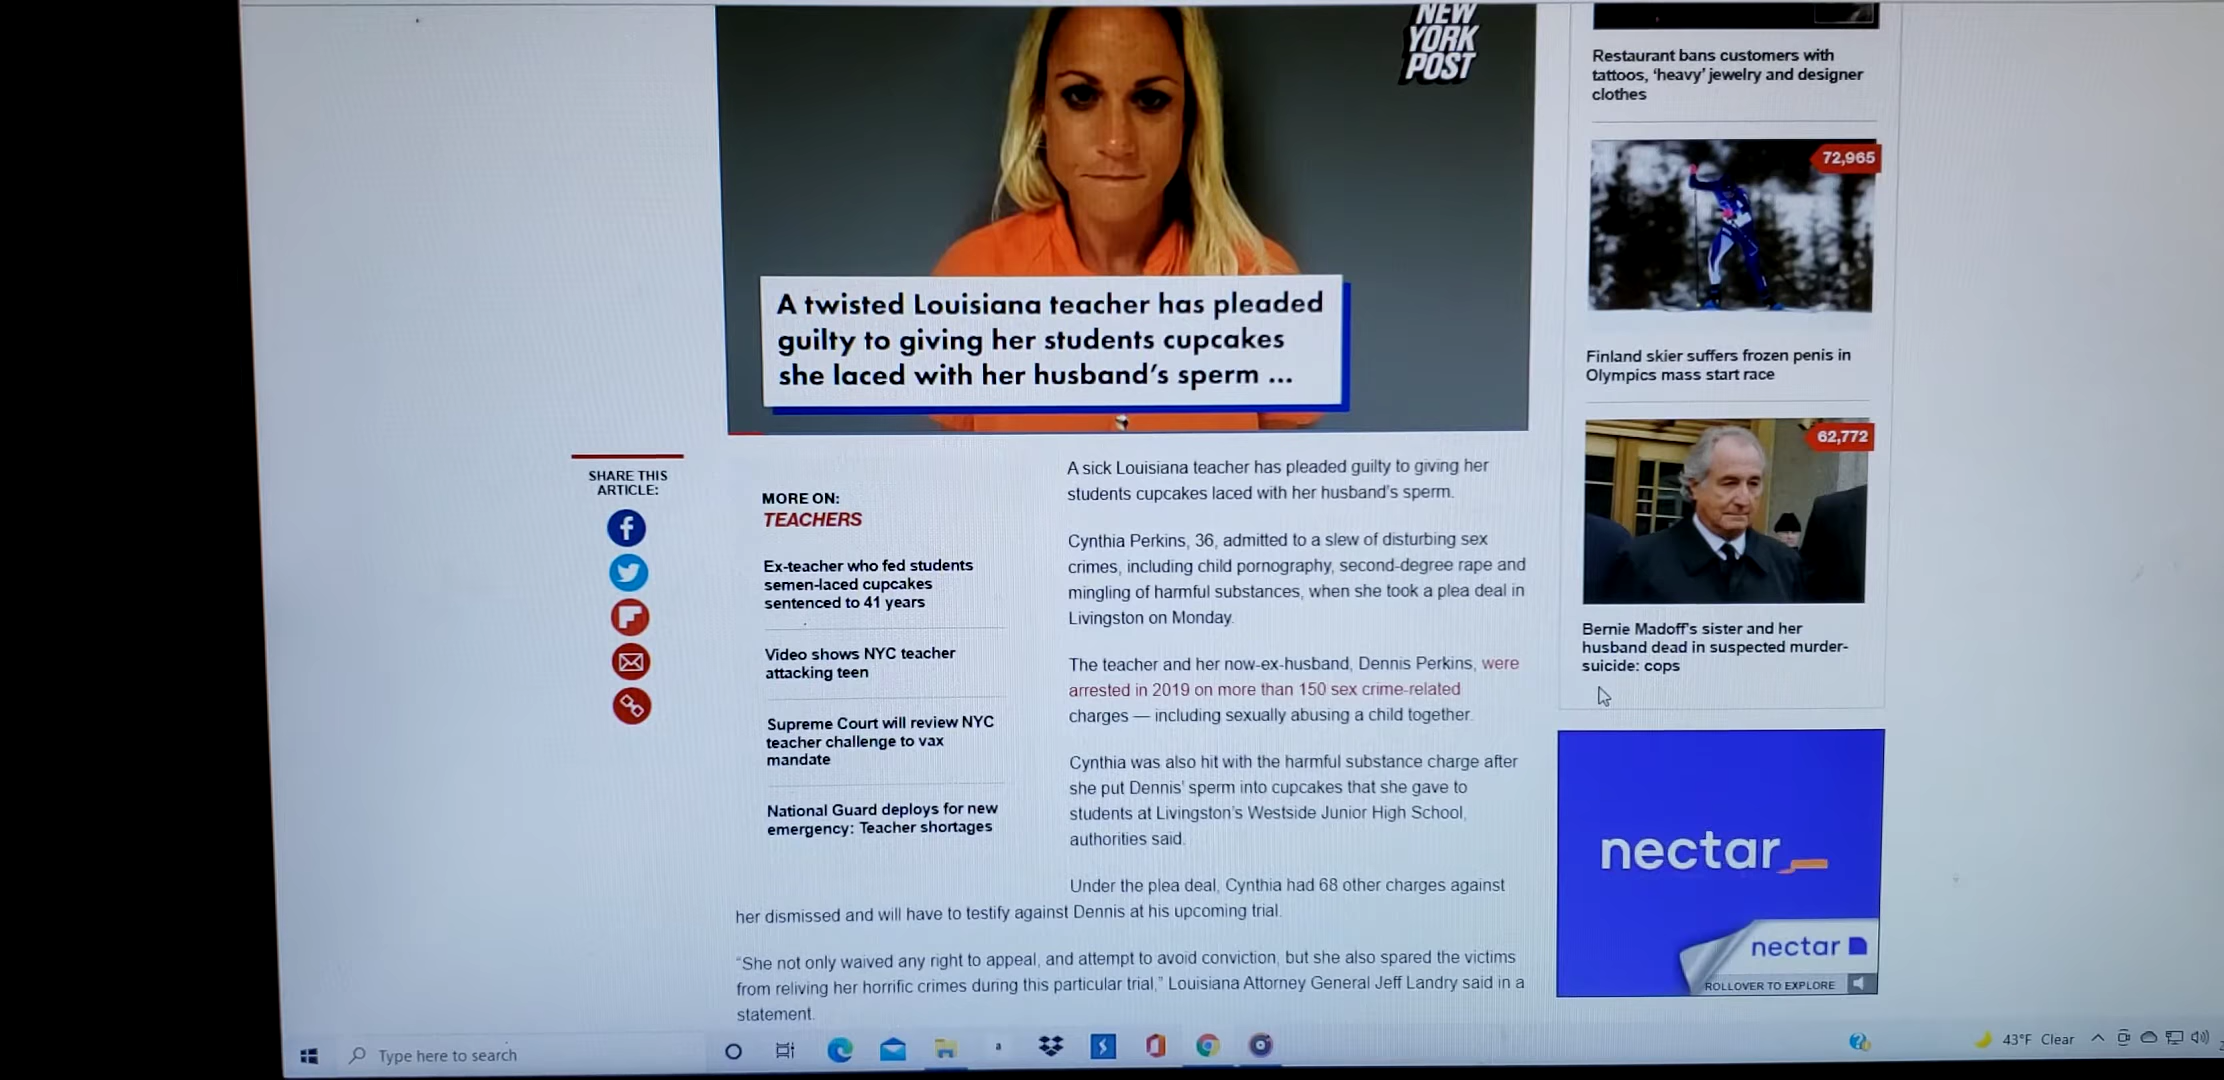 NEW
YORK
POST
A twisted Louisiana teacher has pleaded
guilty to giving her students cupcakes
she laced with her husband's sperm ...
SHARE THIS
ARTICLE:
MORE ON:
TEACHERS
Ex-teacher who fed students
semen-laced cupcakes
sentenced to 41 years
Video shows NYC teacher
attacking teen
Supreme Court will review NYC
teacher challenge to vax
mandate
National Guard deploys for new
emergency: Teacher shortages
A sick Louisiana teacher has pleaded guilty to giving her
students cupcakes laced with her husband's sperm.
Cynthia Perkins, 36, admitted to a slew of disturbing sex
crimes, including child pornography, second-degree rape and
mingling of harmful substances, when she took a plea deal in
Livingston on Monday.
The teacher and her now-ex-husband, Dennis Perkins, were
arrested in 2019 on more than 150 sex crime-related
charges — including sexually abusing a child together.
Cynthia was also hit with the harmful substance charge after
she put Dennis' sperm into cupcakes that she gave to
students at Livingston's Westside Junior High School,
authorities said.
Under the plea deal, Cynthia had 68 other charges against
her dismissed and will have to testify against Dennis at his upcoming trial.
“She not only waived any right to appeal, and attempt to avoid conviction, but she also spared the victims
from reliving her horrific crimes during this particular trial,” Louisiana Attorney General Jeff Landry said in a
statement.
Restaurant bans customers with
tattoos, ‘heavy’ jewelry and designer
clothes
72,965
Finland skier suffers frozen penis in
Olympics mass start race
62,772
Bernie Madoff's sister and her
husband dead in suspected murder-
suicide: cops
nectar
nectar
ROLLOVER TO EXPLORE
Type here to search
a
43°F Clear